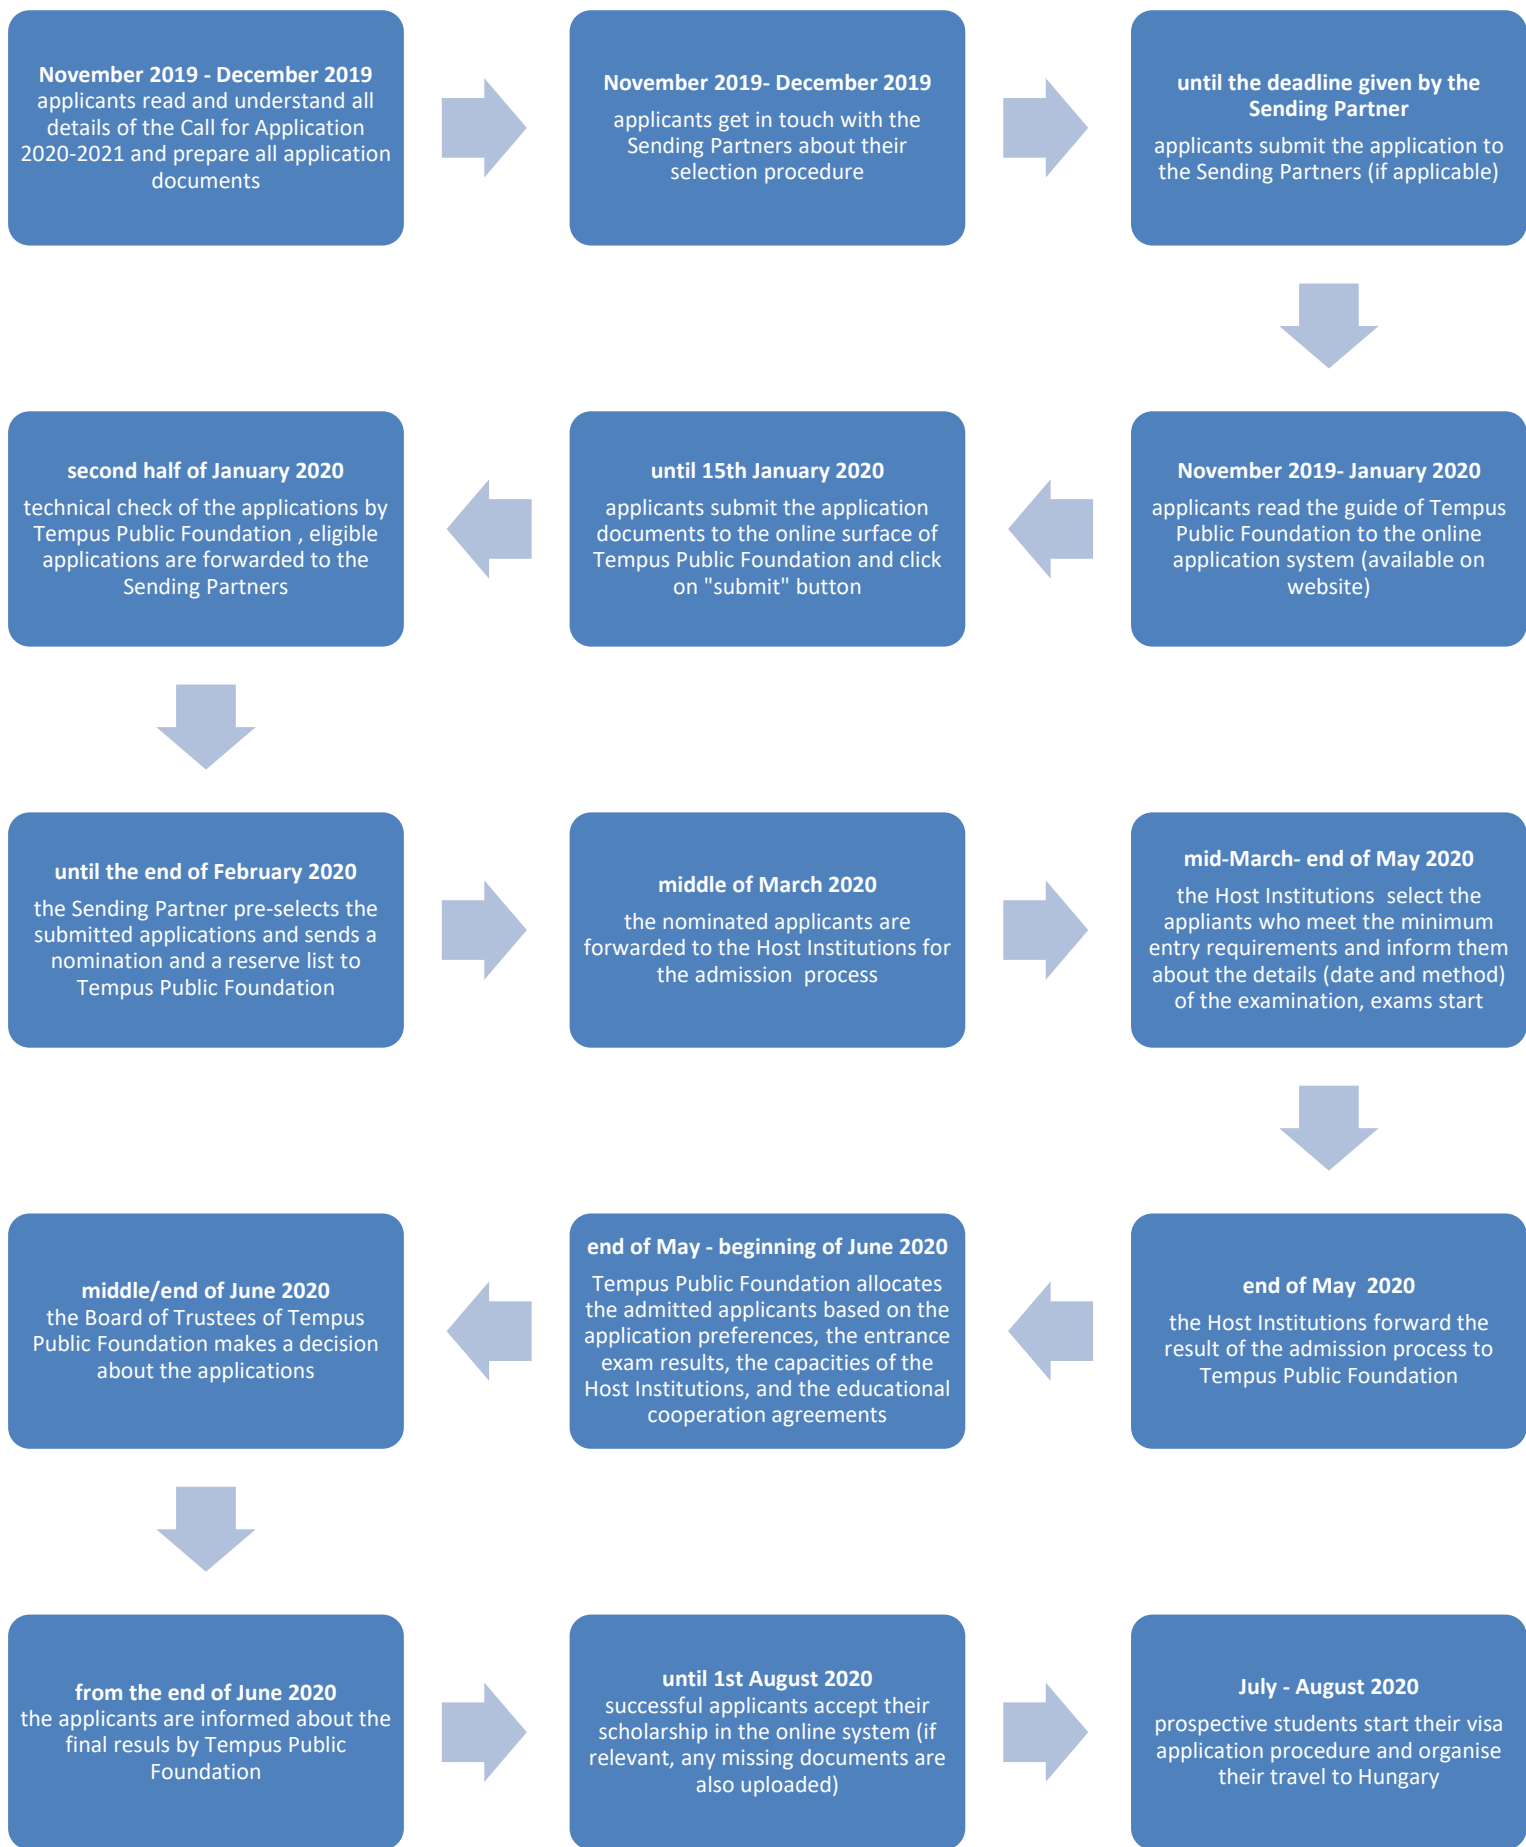 November 2019 - December 2019
applicants read and understand all
details of the Call for Application
2020-2021 and prepare all application
documents
November 2019- December 2019
applicants get in touch with the
Sending Partners about their
selection procedure
until the deadline given by the
Sending Partner
applicants submit the application to
the Sending Partners (if applicable)
November 2019- January 2020
applicants read the guide of Tempus
Public Foundation to the online
application system (available on
website)
until 15th January 2020
applicants submit the application
documents to the online surface of
Tempus Public Foundation and click
on "submit" button
second half of January 2020
technical check of the applications by
Tempus Public Foundation , eligible
applications are forwarded to the
Sending Partners
until the end of February 2020
the Sending Partner pre-selects the
submitted applications and sends a
nomination and a reserve list to
Tempus Public Foundation
middle of March 2020
the nominated applicants are
forwarded to the Host Institutions for
the admission  process
mid-March- end of May 2020
the Host Institutions  select the
appliants who meet the minimum
entry requirements and inform them
about the details (date and method)
of the examination, exams start
end of May  2020
the Host Institutions forward the
result of the admission process to
Tempus Public Foundation
end of May - beginning of June 2020
Tempus Public Foundation allocates
the admitted applicants based on the
application preferences, the entrance
exam results, the capacities of the
Host Institutions, and the educational
cooperation agreements
middle/end of June 2020
the Board of Trustees of Tempus
Public Foundation makes a decision
about the applications
from the end of June 2020
the applicants are informed about the
final resuls by Tempus Public
Foundation
until 1st August 2020
successful applicants accept their
scholarship in the online system (if
relevant, any missing documents are
also uploaded)
July - August 2020
prospective students start their visa
application procedure and organise
their travel to Hungary